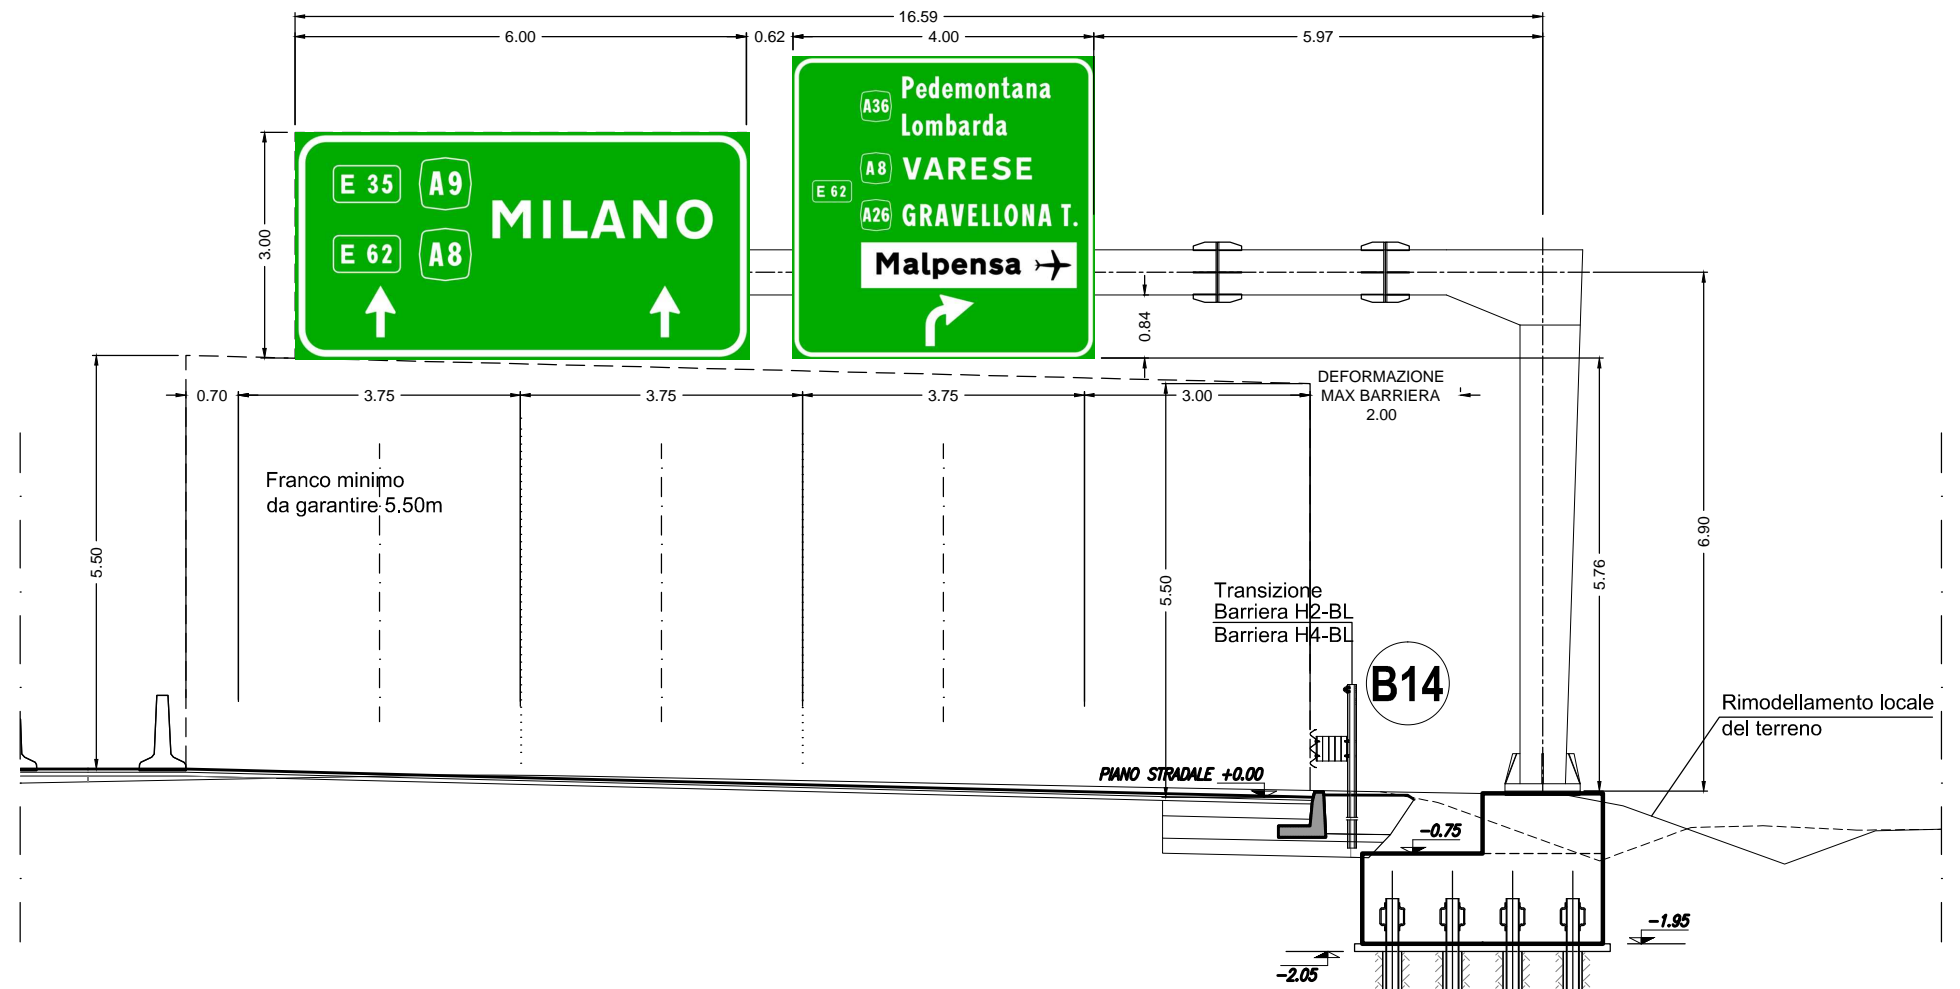 16.59
6.00
0.62
4.00
5.97
A36 Pedemontana
Lombarda
A8 VARESE
E 62
A26 GRAVELLONA T.
Malpensa
E 35 A9
MILANO
E 62 A8
3.00
0.84
0.70
3.75
3.75
3.75
3.00
DEFORMAZIONE
MAX BARRIERA
2.00
Franco minimo
da garantire 5.50m
5.50
5.50
5.76
6.90
Transizione
Barriera H2-BL
Barriera H4-BL
B14
Rimodellamento locale
del terreno
PIANO STRADALE +0.00
-0.75
-1.95
-2.05